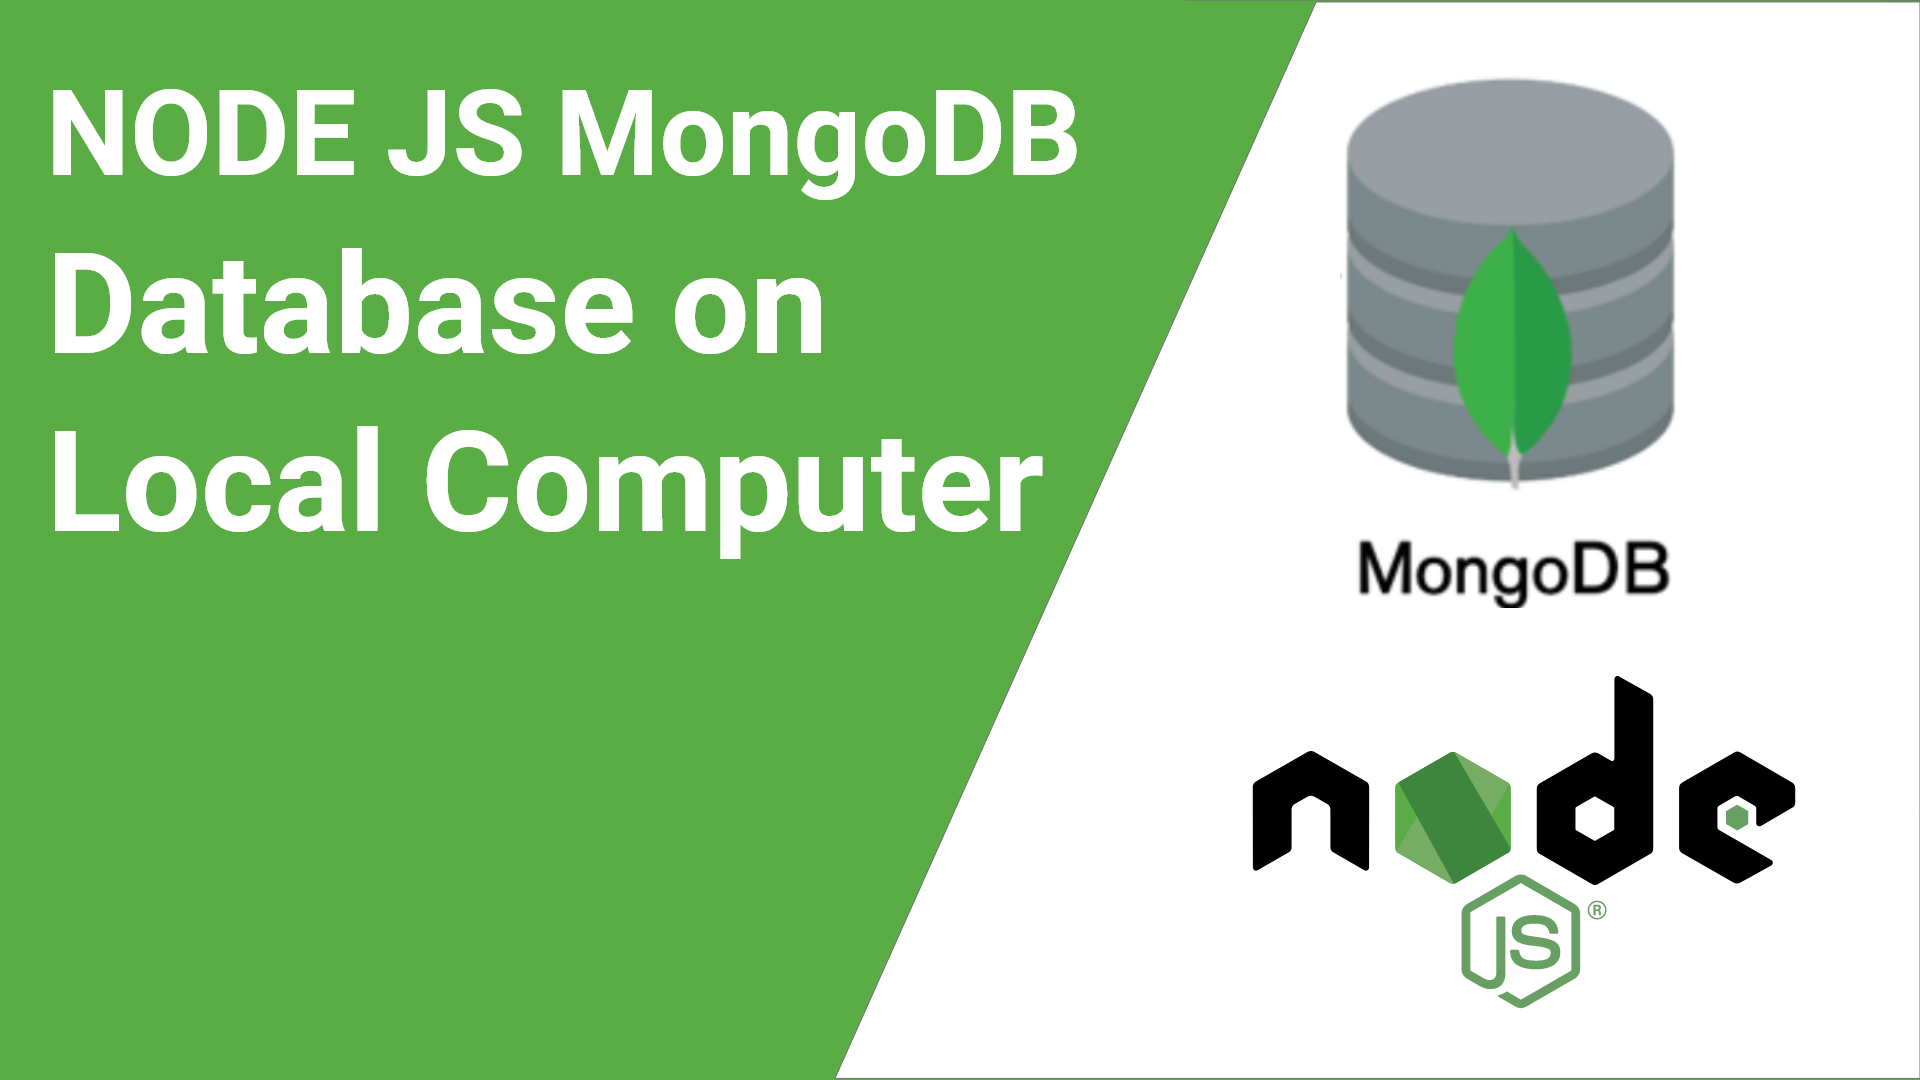 NODE JS MongoDB
Database on
Local Computer
MongoDB
node
JS ®